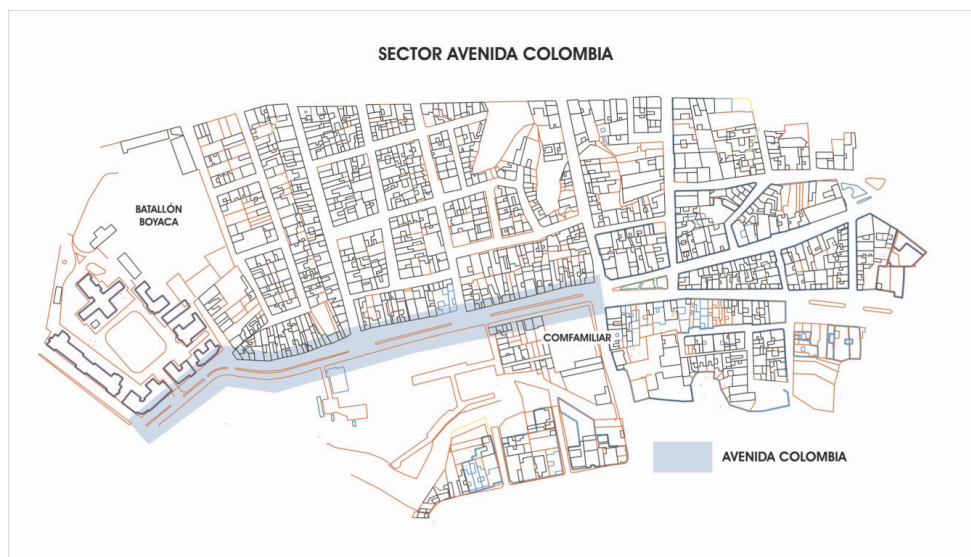 SECTOR AVENIDA COLOMBIA
BATALLÓN
BOYACA
COMFAMILIAR
AVENIDA COLOMBIA